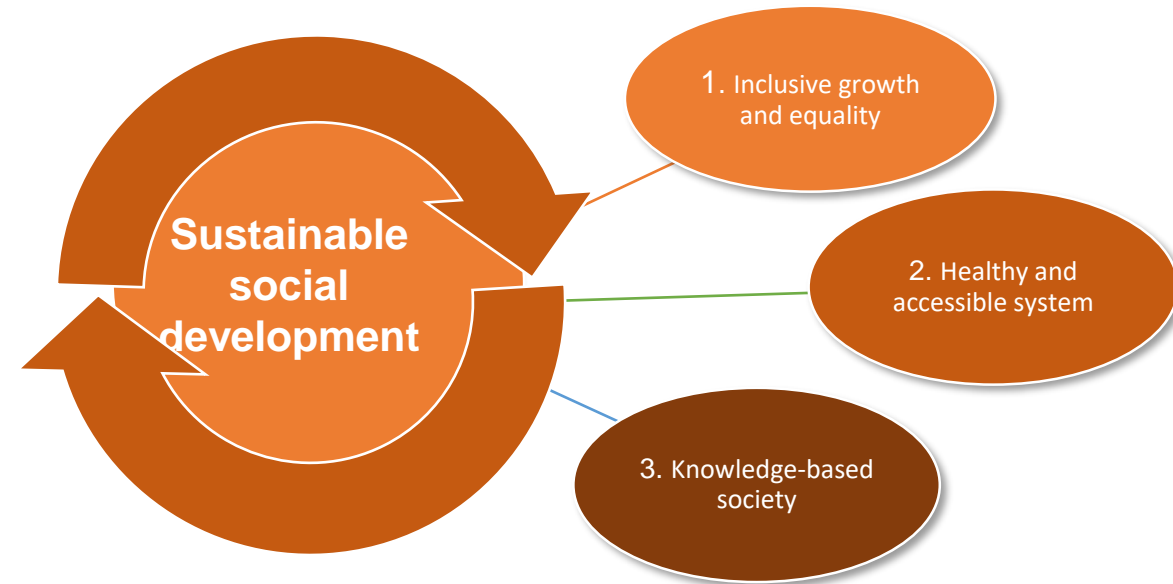 Sustainable
social
development
1. Inclusive growth
and equality
2. Healthy and
accessible system
3. Knowledge-based
society